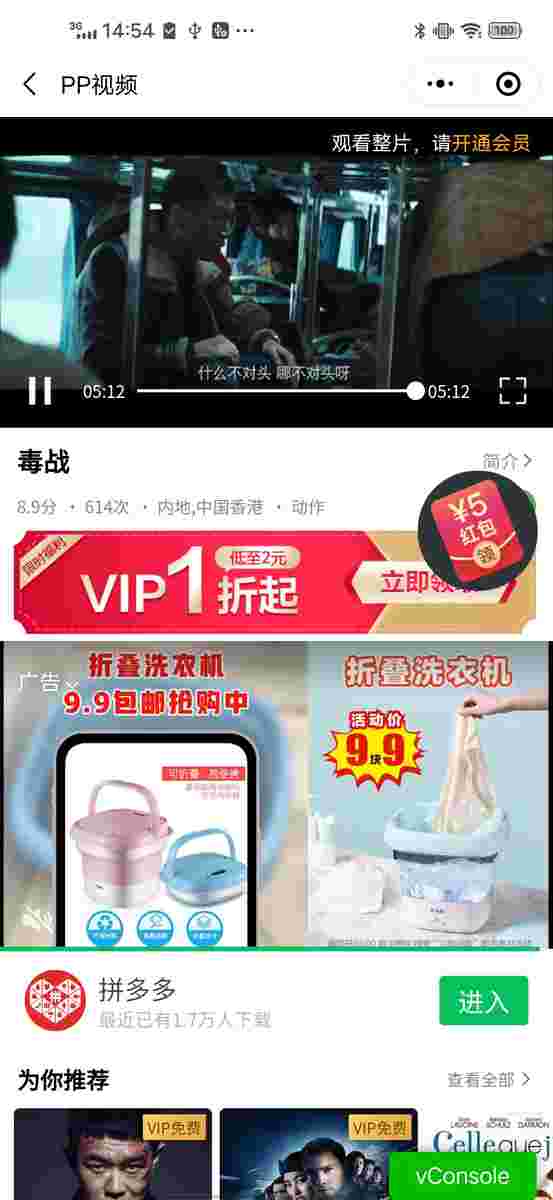 3G 14:54 100
PP视频
观看整片，请开通会员
什么不对头 哪不对头呀
05:12 05:12
毒战
简介
8.9分 · 614次 · 内地,中国香港 · 动作
¥5
红包
领
限时福利
VIP1折起
低至2元
立即领
广告
折叠洗衣机
9.9包邮抢购中
可折叠
折叠洗衣机
活动价
9块9
拼多多
最近已有1.7万人下载
进入
为你推荐
查看全部
VIP免费
VIP免费
vConsole